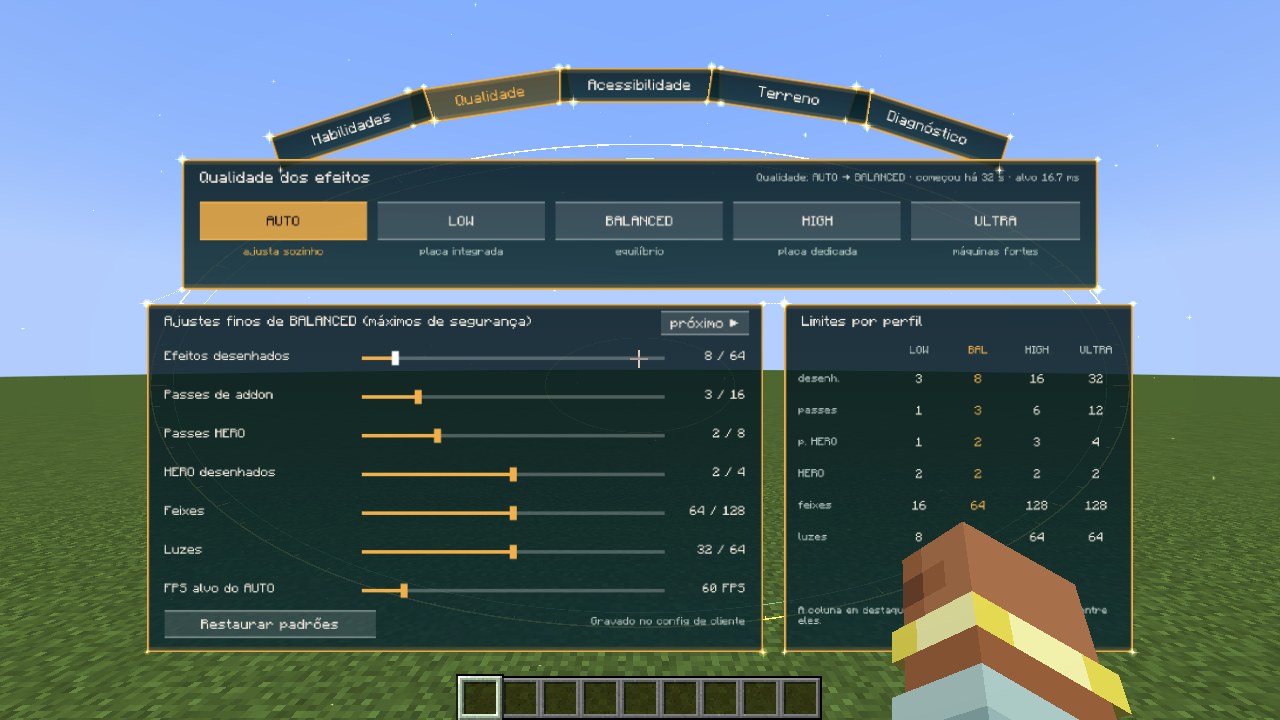 Habilidades
Qualidade
Acessibilidade
Terreno
Diagnóstico
Qualidade dos efeitos
Qualidade: AUTO → BALANCED · começou há 32 s · alvo 16.7 ms
AUTO
LOW
BALANCED
HIGH
ULTRA
ajusta sozinho
placa integrada
equilíbrio
placa dedicada
máquinas fortes
Ajustes finos de BALANCED (máximos de segurança)
próximo ►
Efeitos desenhados 8 / 64
Passes de addon 3 / 16
Passes HERO 2 / 8
HERO desenhados 2 / 4
Feixes 64 / 128
Luzes 32 / 64
FPS alvo do AUTO 60 FPS
Restaurar padrões
Gravado no config de cliente
Limites por perfil
LOW BAL HIGH ULTRA
desenh. 3 8 16 32
passes 1 3 6 12
p. HERO 1 2 3 4
HERO 2 2 2 2
feixes 16 64 128 128
luzes 8 64 64
A coluna en
eles.